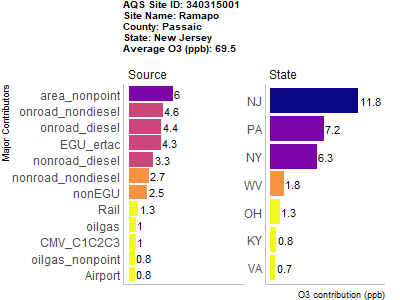 AQS Site ID: 340315001
Site Name: Ramapo
County: Passaic
State: New Jersey
Average O3 (ppb): 69.5
Major Contributors
Source
area_nonpoint 6
onroad_nondiesel 4.6
onroad_diesel 4.4
EGU_ertac 4.3
nonroad_diesel 3.3
nonroad_nondiesel 2.7
nonEGU 2.5
Rail 1.3
oilgas 1
CMV_C1C2C3 1
oilgas_nonpoint 0.8
Airport 0.8
State
NJ 11.8
PA 7.2
NY 6.3
WV 1.8
OH 1.3
KY 0.8
VA 0.7
O3 contribution (ppb)